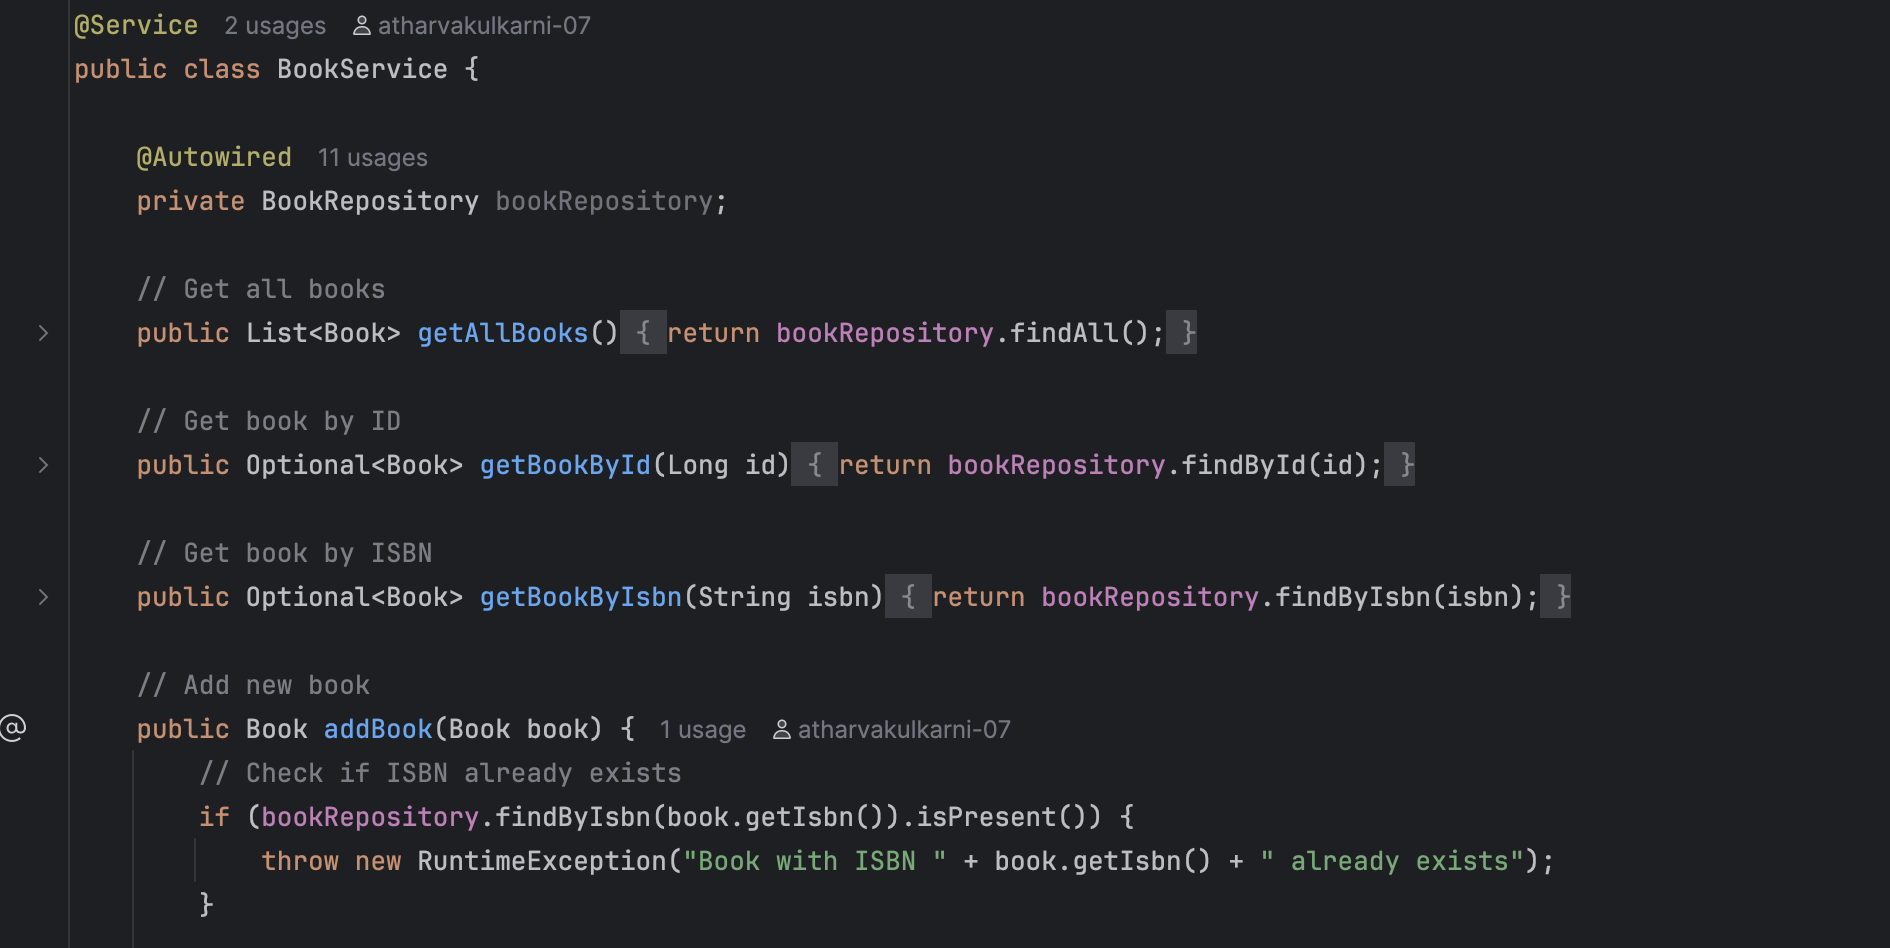 @Service 2 usages atharvakulkarni-07
public class BookService {
@Autowired 11 usages
private BookRepository bookRepository;
// Get all books
public List<Book> getAllBooks() { return bookRepository.findAll(); }
// Get book by ID
public Optional<Book> getBookById(Long id) { return bookRepository.findById(id); }
// Get book by ISBN
public Optional<Book> getBookByIsbn(String isbn) { return bookRepository.findByIsbn(isbn); }
// Add new book
@ public Book addBook(Book book) { 1 usage atharvakulkarni-07
// Check if ISBN already exists
if (bookRepository.findByIsbn(book.getIsbn()).isPresent()) {
throw new RuntimeException("Book with ISBN " + book.getIsbn() + " already exists");
}